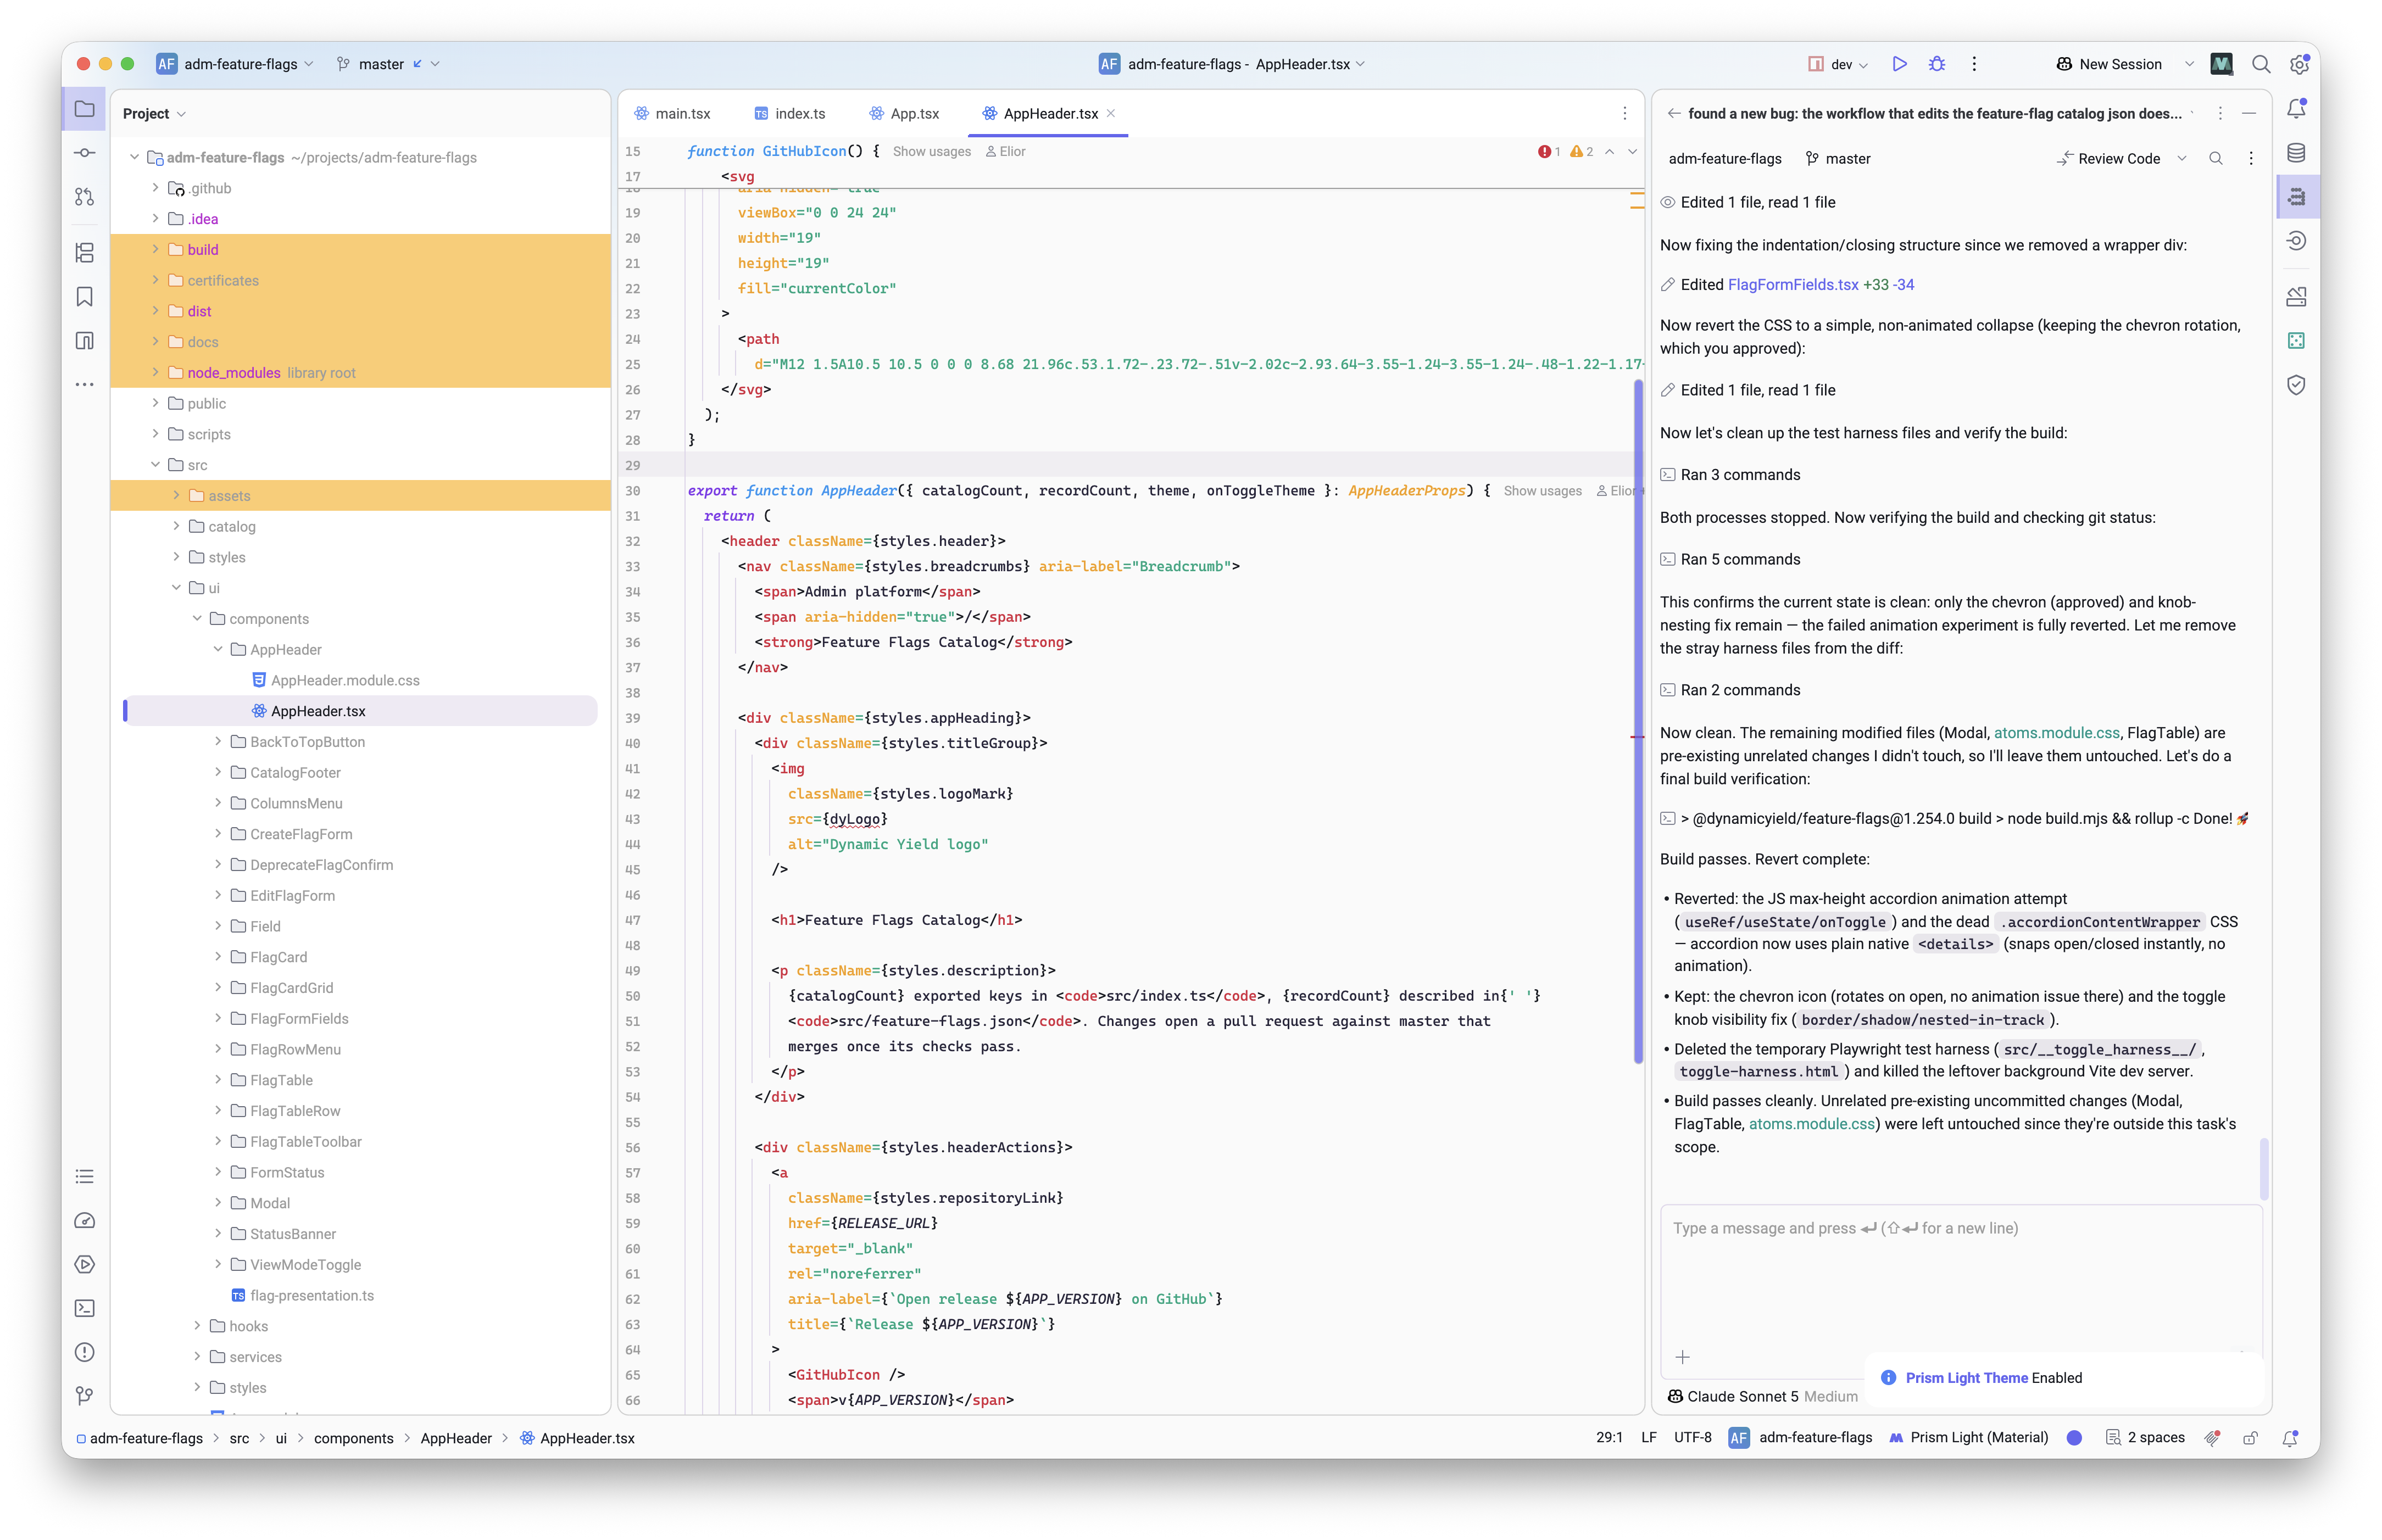 AF adm-feature-flags
master
AF adm-feature-flags - AppHeader.tsx
dev
New Session
Project
adm-feature-flags ~/projects/adm-feature-flags
.github
.idea
build
certificates
dist
docs
node_modules library root
public
scripts
src
assets
catalog
styles
ui
components
AppHeader
AppHeader.module.css
AppHeader.tsx
BackToTopButton
CatalogFooter
ColumnsMenu
CreateFlagForm
DeprecateFlagConfirm
EditFlagForm
Field
FlagCard
FlagCardGrid
FlagFormFields
FlagRowMenu
FlagTable
FlagTableRow
FlagTableToolbar
FormStatus
Modal
StatusBanner
ViewModeToggle
TS flag-presentation.ts
hooks
services
styles
main.tsx
TS index.ts
App.tsx
AppHeader.tsx
1 2
15 function GitHubIcon() { Show usages Elior
17 <svg
18 aria-hidden="true"
19 viewBox="0 0 24 24"
20 width="19"
21 height="19"
22 fill="currentColor"
23 >
24 <path
25 d="M12 1.5A10.5 10.5 0 0 0 8.68 21.96c.53.1.72-.23.72-.51v-2.02c-2.93.64-3.55-1.24-3.55-1.24-.48-1.22-1.17-
26 </svg>
27 );
28 }
29
30 export function AppHeader({ catalogCount, recordCount, theme, onToggleTheme }: AppHeaderProps) { Show usages Elior
31 return (
32 <header className={styles.header}>
33 <nav className={styles.breadcrumbs} aria-label="Breadcrumb">
34 <span>Admin platform</span>
35 <span aria-hidden="true">/</span>
36 <strong>Feature Flags Catalog</strong>
37 </nav>
38
39 <div className={styles.appHeading}>
40 <div className={styles.titleGroup}>
41 <img
42 className={styles.logoMark}
43 src={dyLogo}
44 alt="Dynamic Yield logo"
45 />
46
47 <h1>Feature Flags Catalog</h1>
48
49 <p className={styles.description}>
50 {catalogCount} exported keys in <code>src/index.ts</code>, {recordCount} described in{' '}
51 <code>src/feature-flags.json</code>. Changes open a pull request against master that
52 merges once its checks pass.
53 </p>
54 </div>
55
56 <div className={styles.headerActions}>
57 <a
58 className={styles.repositoryLink}
59 href={RELEASE_URL}
60 target="_blank"
61 rel="noreferrer"
62 aria-label={`Open release ${APP_VERSION} on GitHub`}
63 title={`Release ${APP_VERSION}`}
64 >
65 <GitHubIcon />
66 <span>v{APP_VERSION}</span>
found a new bug: the workflow that edits the feature-flag catalog json does...
adm-feature-flags master Review Code
Edited 1 file, read 1 file
Now fixing the indentation/closing structure since we removed a wrapper div:
Edited FlagFormFields.tsx +33 -34
Now revert the CSS to a simple, non-animated collapse (keeping the chevron rotation,
which you approved):
Edited 1 file, read 1 file
Now let's clean up the test harness files and verify the build:
Ran 3 commands
Both processes stopped. Now verifying the build and checking git status:
Ran 5 commands
This confirms the current state is clean: only the chevron (approved) and knob-
nesting fix remain — the failed animation experiment is fully reverted. Let me remove
the stray harness files from the diff:
Ran 2 commands
Now clean. The remaining modified files (Modal, atoms.module.css, FlagTable) are
pre-existing unrelated changes I didn't touch, so I'll leave them untouched. Let's do a
final build verification:
> @dynamicyield/feature-flags@1.254.0 build > node build.mjs && rollup -c Done! 🚀
Build passes. Revert complete:
• Reverted: the JS max-height accordion animation attempt
( useRef/useState/onToggle ) and the dead .accordionContentWrapper CSS
— accordion now uses plain native <details> (snaps open/closed instantly, no
animation).
• Kept: the chevron icon (rotates on open, no animation issue there) and the toggle
knob visibility fix ( border/shadow/nested-in-track ).
• Deleted the temporary Playwright test harness ( src/__toggle_harness__/ ,
toggle-harness.html ) and killed the leftover background Vite dev server.
• Build passes cleanly. Unrelated pre-existing uncommitted changes (Modal,
FlagTable, atoms.module.css) were left untouched since they're outside this task's
scope.
Type a message and press ⏎ (⇧⏎ for a new line)
Claude Sonnet 5 Medium
Prism Light Theme Enabled
adm-feature-flags > src > ui > components > AppHeader > AppHeader.tsx
29:1 LF UTF-8 AF adm-feature-flags Prism Light (Material) 2 spaces